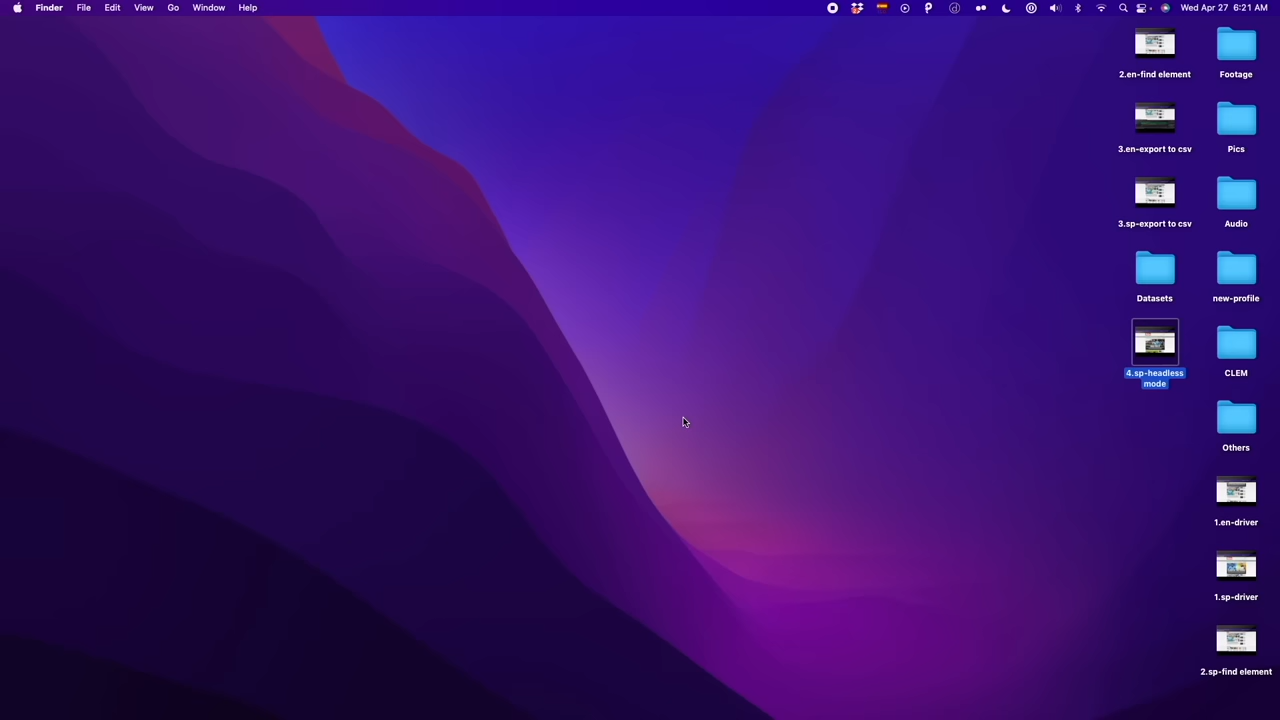 Finder File Edit View Go Window Help Wed Apr 27 6:21 AM
2.en-find element Footage
3.en-export to csv Pics
3.sp-export to csv Audio
Datasets new-profile
4.sp-headless CLEM
mode
Others
1.en-driver
1.sp-driver
2.sp-find element